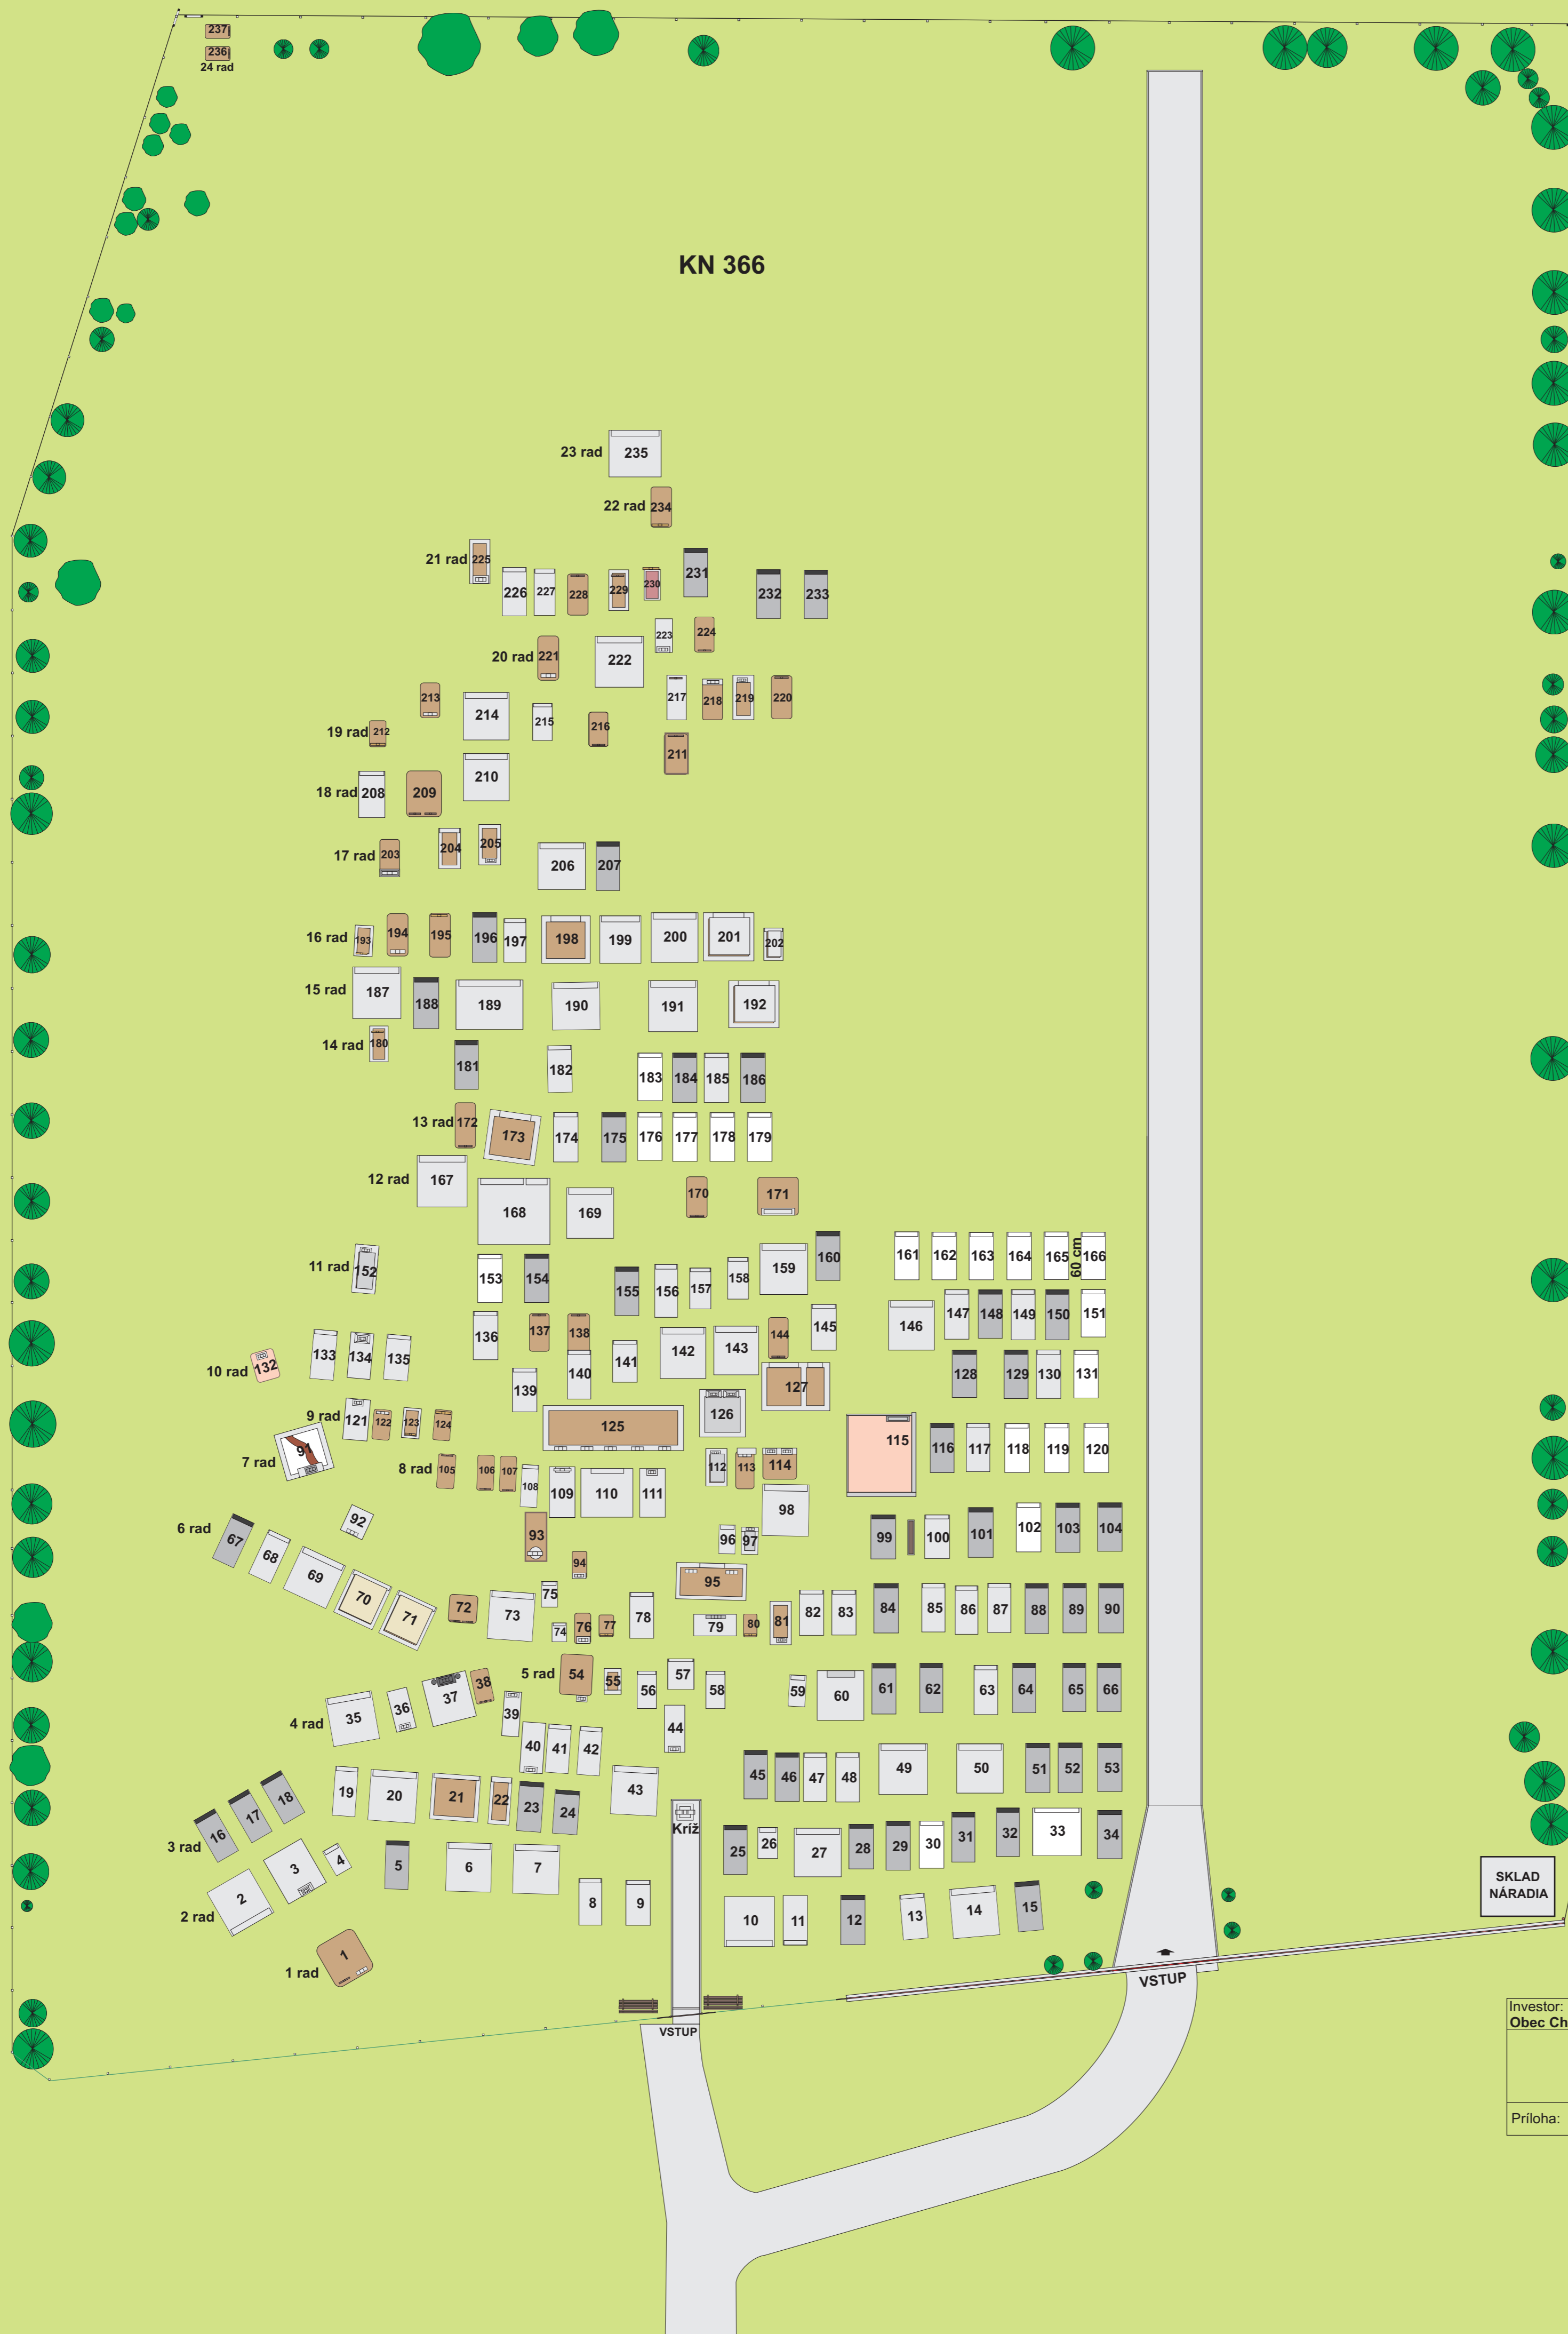 237
236
24 rad
KN 366
23 rad 235
22 rad 234
21 rad 225
226 227 228 229 230 231 232 233
223 224
20 rad 221 222
213 214 215 216 217 218 219 220
19 rad 212
211
210
18 rad 208 209
17 rad 203 204 205 206 207
16 rad 193 194 195 196 197 198 199 200 201 202
15 rad 187 188 189 190 191 192
14 rad 180
181 182 183 184 185 186
13 rad 172 173 174 175 176 177 178 179
12 rad 167 168 169 170 171
11 rad 152 153 154 155 156 157 158 159 160 161 162 163 164 165 60 cm 166
136 137 138 144 145 146 147 148 149 150 151
10 rad 132 133 134 135 139 140 141 142 143 128 129 130 131
127
9 rad 121 122 123 124 125 126
115 116 117 118 119 120
7 rad 91
8 rad 105 106 107 108 109 110 111 112 113 114
98
6 rad 67 68 69 70 71 92 93 96 97 99 100 101 102 103 104
94 95
72 73 74 75 76 77 78 79 80 81 82 83 84 85 86 87 88 89 90
5 rad 54 55 56 57 58 59 60 61 62 63 64 65 66
4 rad 35 36 37 38 39 40 41 42 43 44
45 46 47 48 49 50 51 52 53
3 rad 16 17 18 19 20 21 22 23 24
Kríž
25 26 27 28 29 30 31 32 33 34
2 rad 2 3 4 5 6 7 8 9
10 11 12 13 14 15
1 rad 1
SKLAD
NÁRADIA
VSTUP
VSTUP
Investor:
Obec Ch
Príloha: